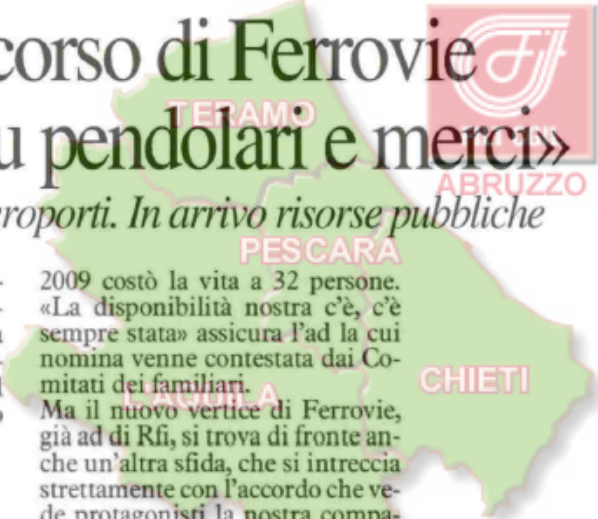 corso di Ferrovie
u pendolari e merci»
eroporti. In arrivo risorse pubbliche
2009 costò la vita a 32 persone.
«La disponibilità nostra c'è, c'è
sempre stata» assicura l'ad la cui
nomina venne contestata dai Co-
mitati dei familiari.
Ma il nuovo vertice di Ferrovie,
già ad di Rfi, si trova di fronte an-
che un'altra sfida, che si intreccia
strettamente con l'accordo che ve-
de protagonisti la nostra compa-
TERAMO
PESCARA
L'AQUILA
CHIETI
ABRUZZO